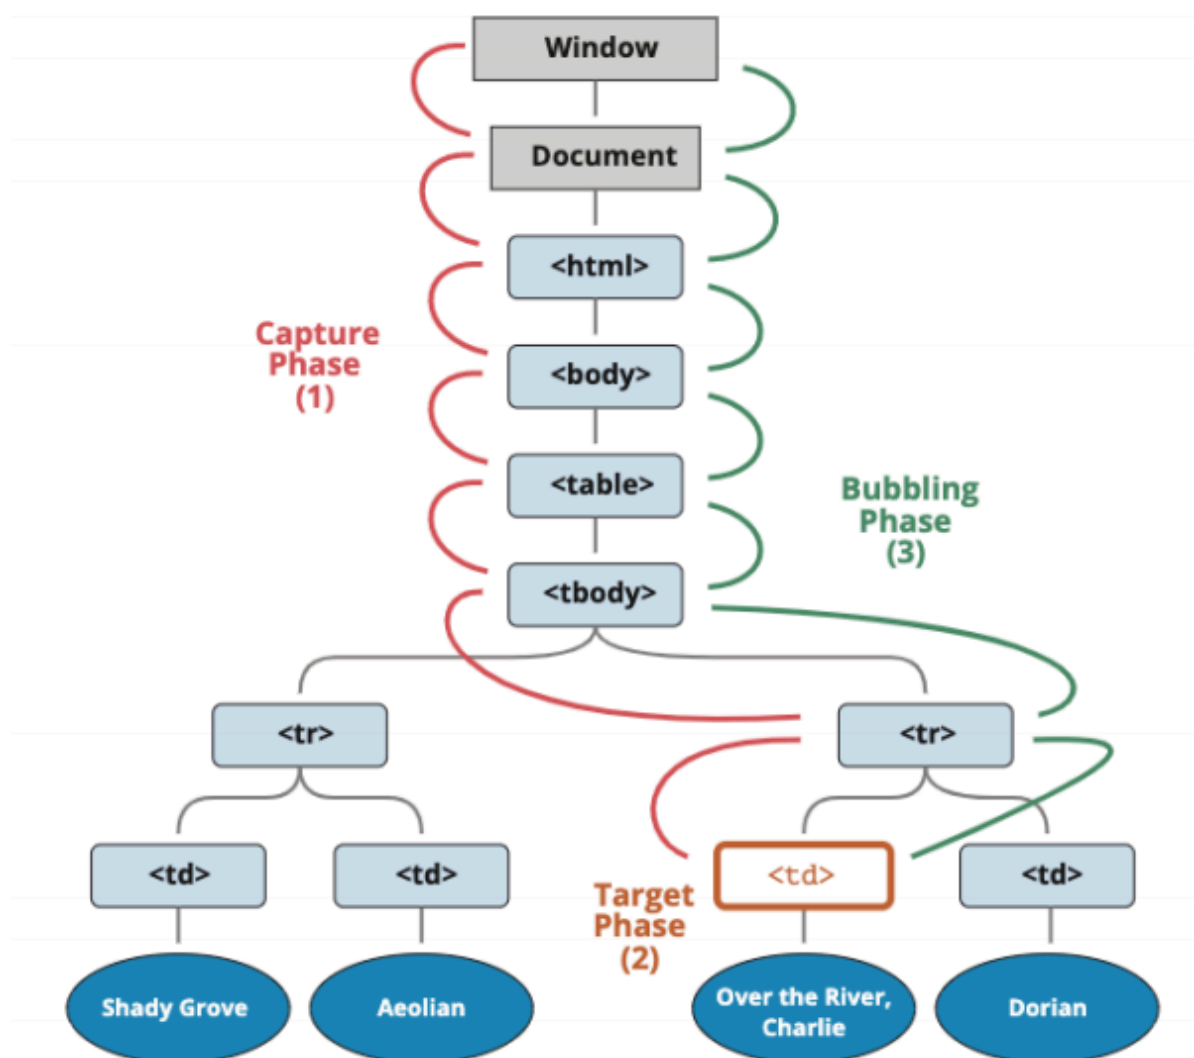 Window
Document
<html>
Capture
Phase
(1)
<body>
<table>
Bubbling
Phase
(3)
<tbody>
<tr>
<tr>
<td>
<td>
<td>
<td>
Target
Phase
(2)
Shady Grove
Aeolian
Over the River,
Charlie
Dorian